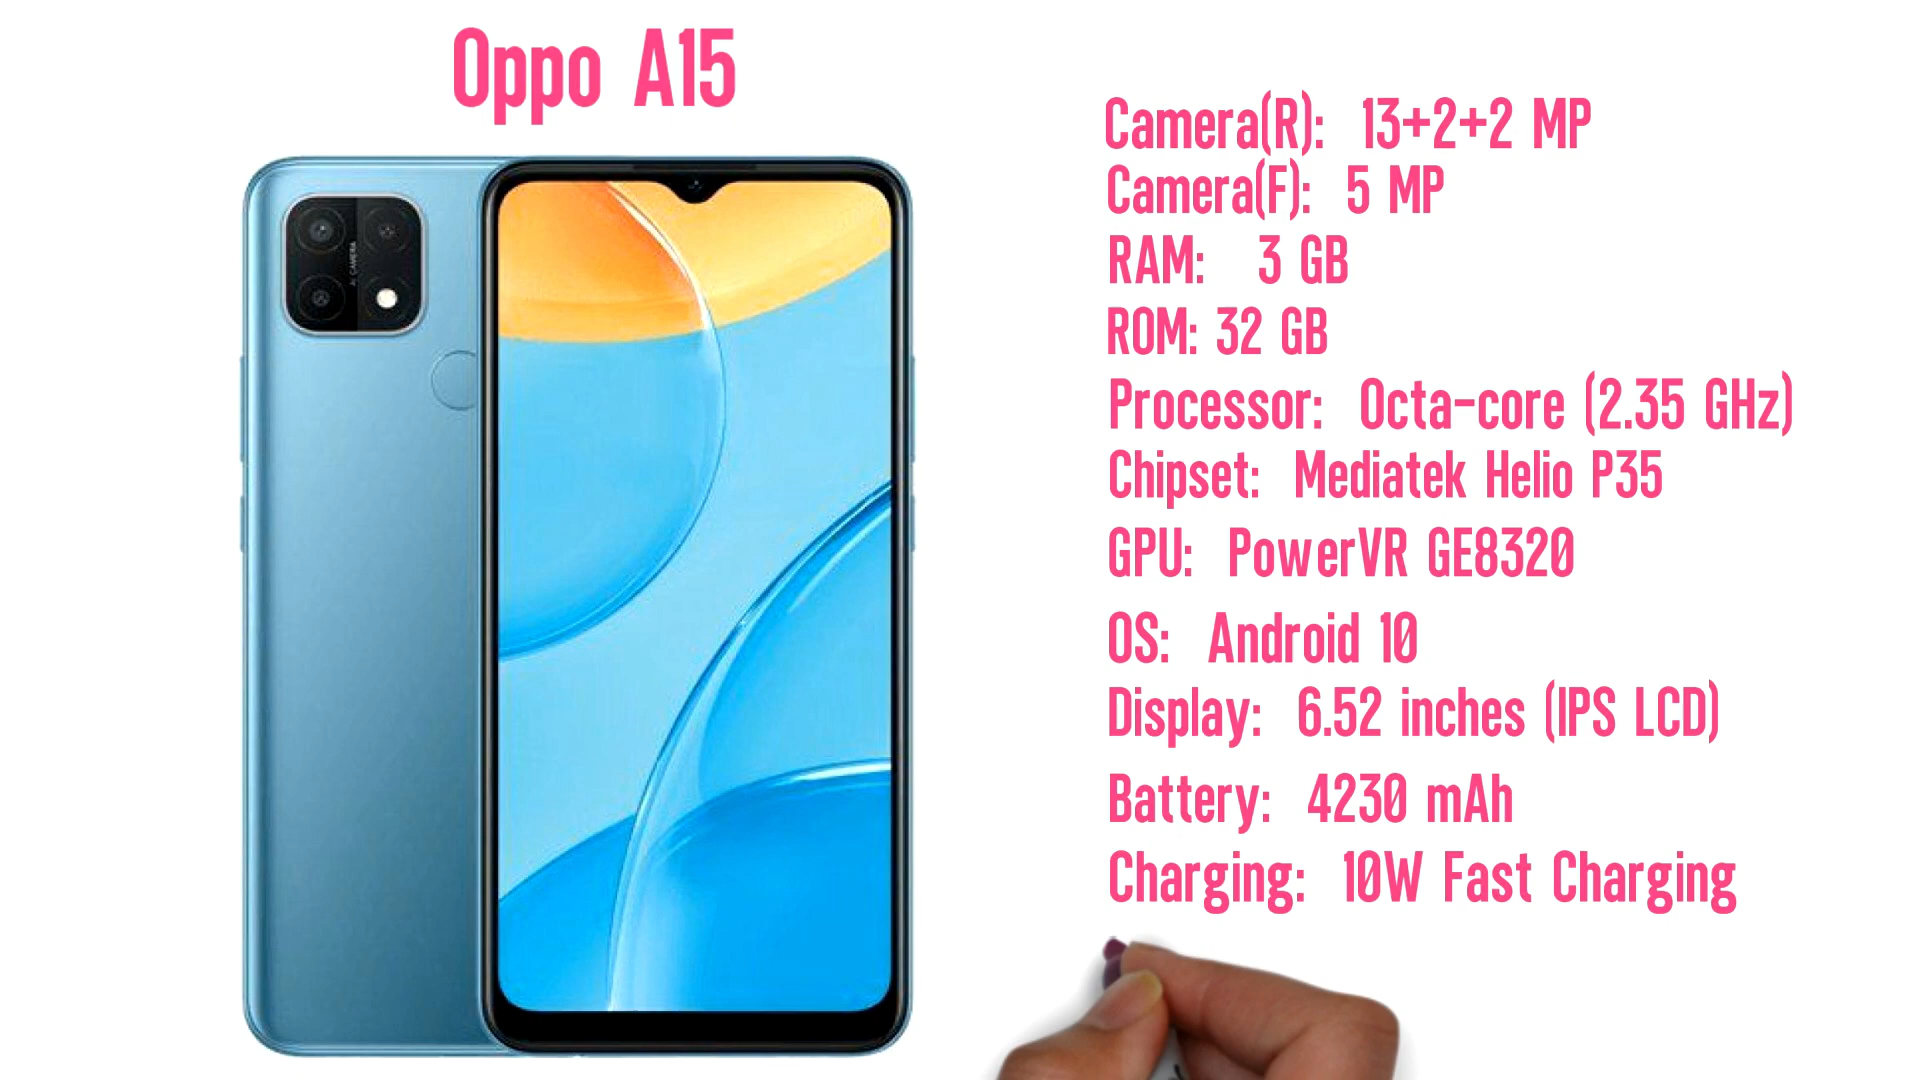 Oppo A15
Camera(R): 13+2+2 MP
Camera(F): 5 MP
RAM: 3 GB
ROM: 32 GB
Processor: Octa-core (2.35 GHz)
Chipset: Mediatek Helio P35
GPU: PowerVR GE8320
OS: Android 10
Display: 6.52 inches (IPS LCD)
Battery: 4230 mAh
Charging: 10W Fast Charging
AI CAMERA